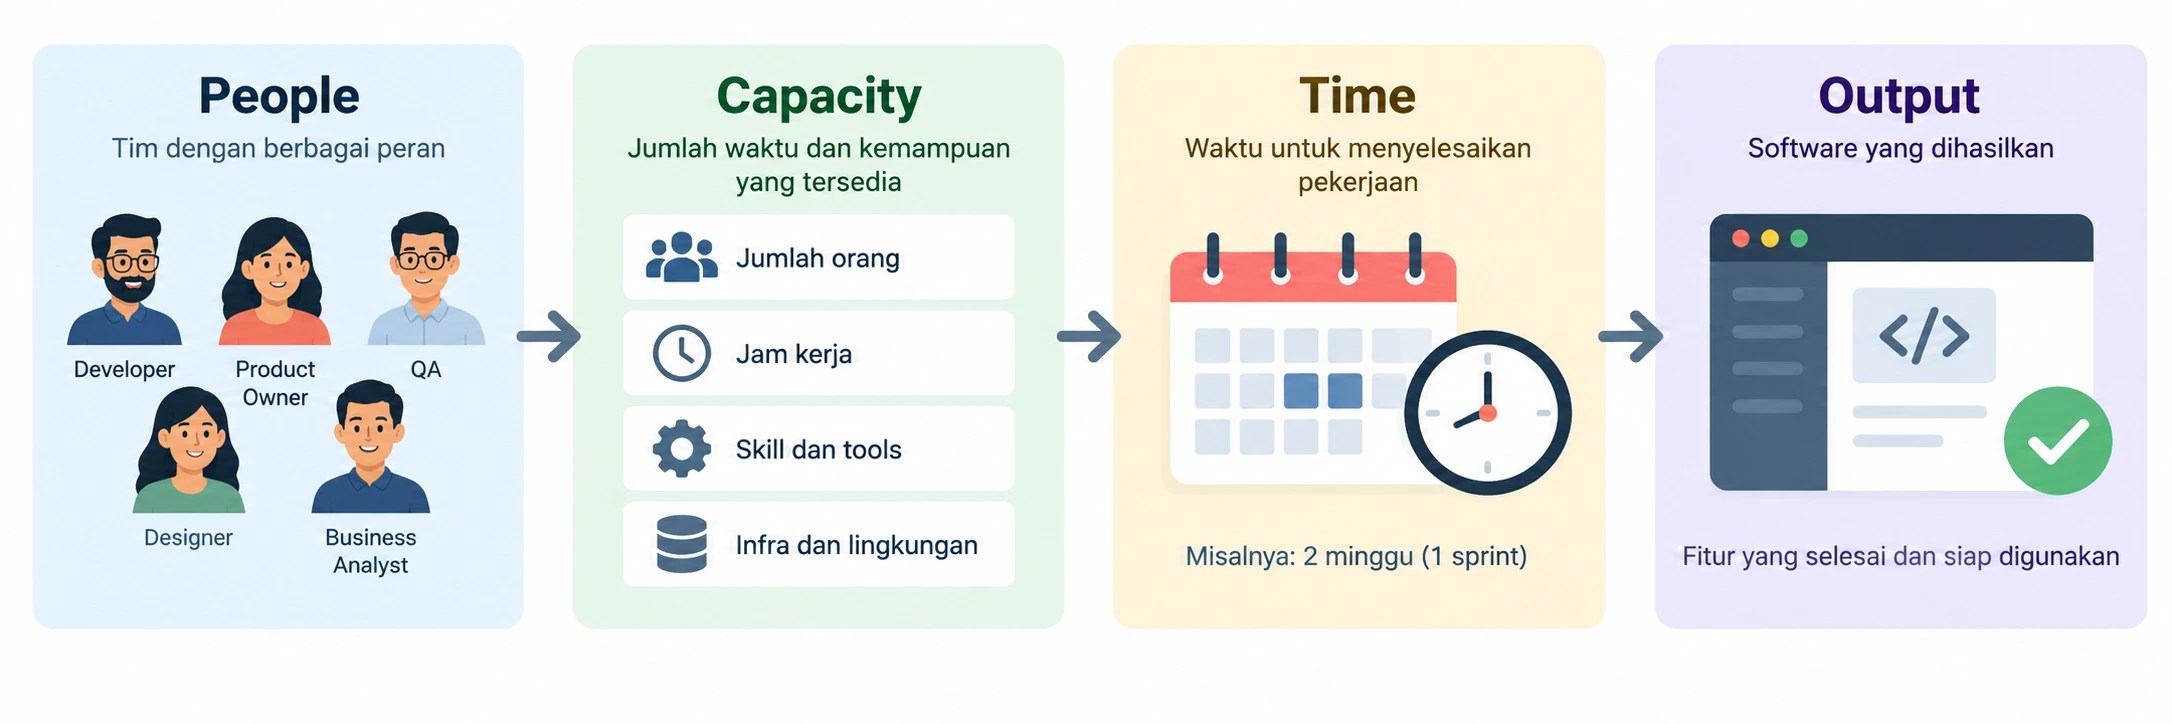 People
Tim dengan berbagai peran
Developer
Product
Owner
QA
Designer
Business
Analyst
Capacity
Jumlah waktu dan kemampuan
yang tersedia
Jumlah orang
Jam kerja
Skill dan tools
Infra dan lingkungan
Time
Waktu untuk menyelesaikan
pekerjaan
Misalnya: 2 minggu (1 sprint)
Output
Software yang dihasilkan
</>
Fitur yang selesai dan siap digunakan